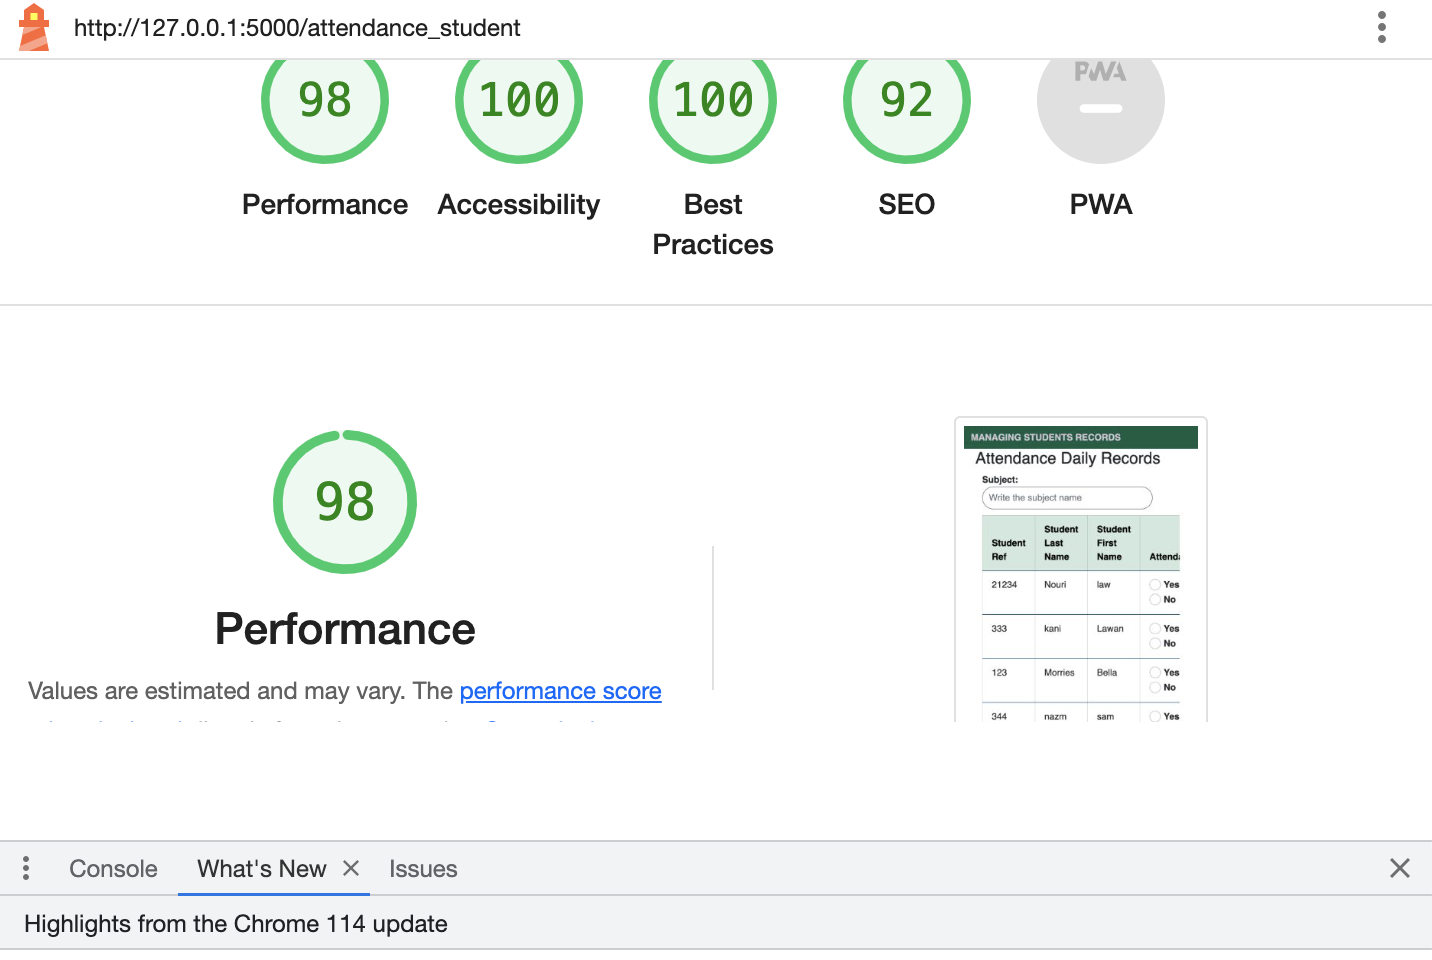 http://127.0.0.1:5000/attendance_student
98 100 100 92 PWA
Performance Accessibility Best Practices SEO PWA
98
Performance
Values are estimated and may vary. The performance score
MANAGING STUDENTS RECORDS
Attendance Daily Records
Subject:
Write the subject name
Student Ref Student Last Name Student First Name
21234 Nouri law Yes No
333 kani Lawan Yes No
123 Morries Bella Yes No
344 nazm sam Yes
Console What's New Issues
Highlights from the Chrome 114 update